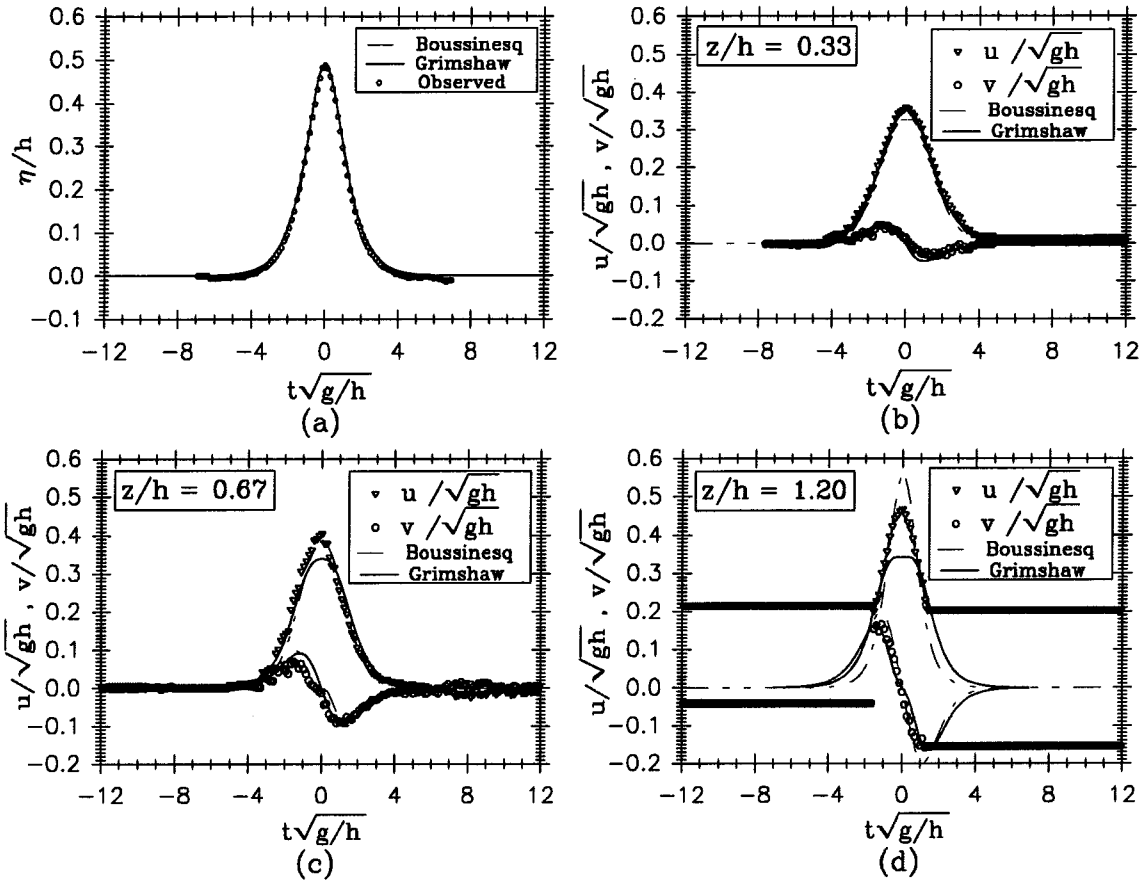 0.6
0.5
0.4
0.3
0.2
0.1
0.0
−0.1
η/h
Boussinesq
Grimshaw
Observed
−12 −8 −4 0 4 8 12
t√g/h
(a)
0.6
0.5
0.4
0.3
0.2
0.1
0.0
−0.1
−0.2
u/√gh , v/√gh
z/h = 0.33
u /√gh
v /√gh
Boussinesq
Grimshaw
−12 −8 −4 0 4 8 12
t√g/h
(b)
0.6
0.5
0.4
0.3
0.2
0.1
0.0
−0.1
−0.2
u/√gh , v/√gh
z/h = 0.67
u /√gh
v /√gh
Boussinesq
Grimshaw
−12 −8 −4 0 4 8 12
t√g/h
(c)
0.6
0.5
0.4
0.3
0.2
0.1
0.0
−0.1
−0.2
u/√gh , v/√gh
z/h = 1.20
u /√gh
v /√gh
Boussinesq
Grimshaw
−12 −8 −4 0 4 8 12
t√g/h
(d)